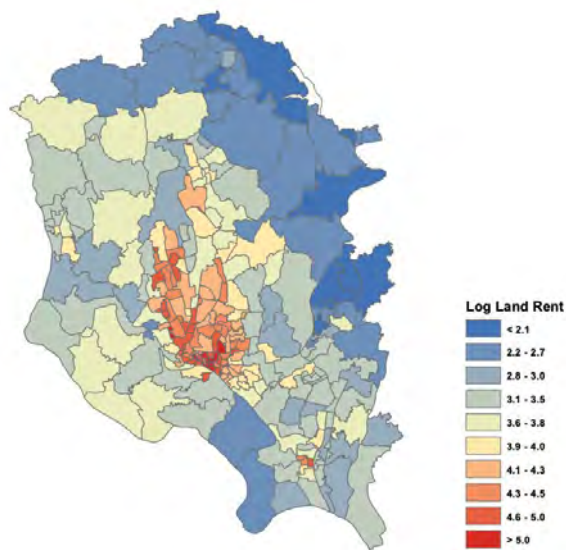 Log Land Rent
< 2.1
2.2 - 2.7
2.8 - 3.0
3.1 - 3.5
3.6 - 3.8
3.9 - 4.0
4.1 - 4.3
4.3 - 4.5
4.6 - 5.0
> 5.0